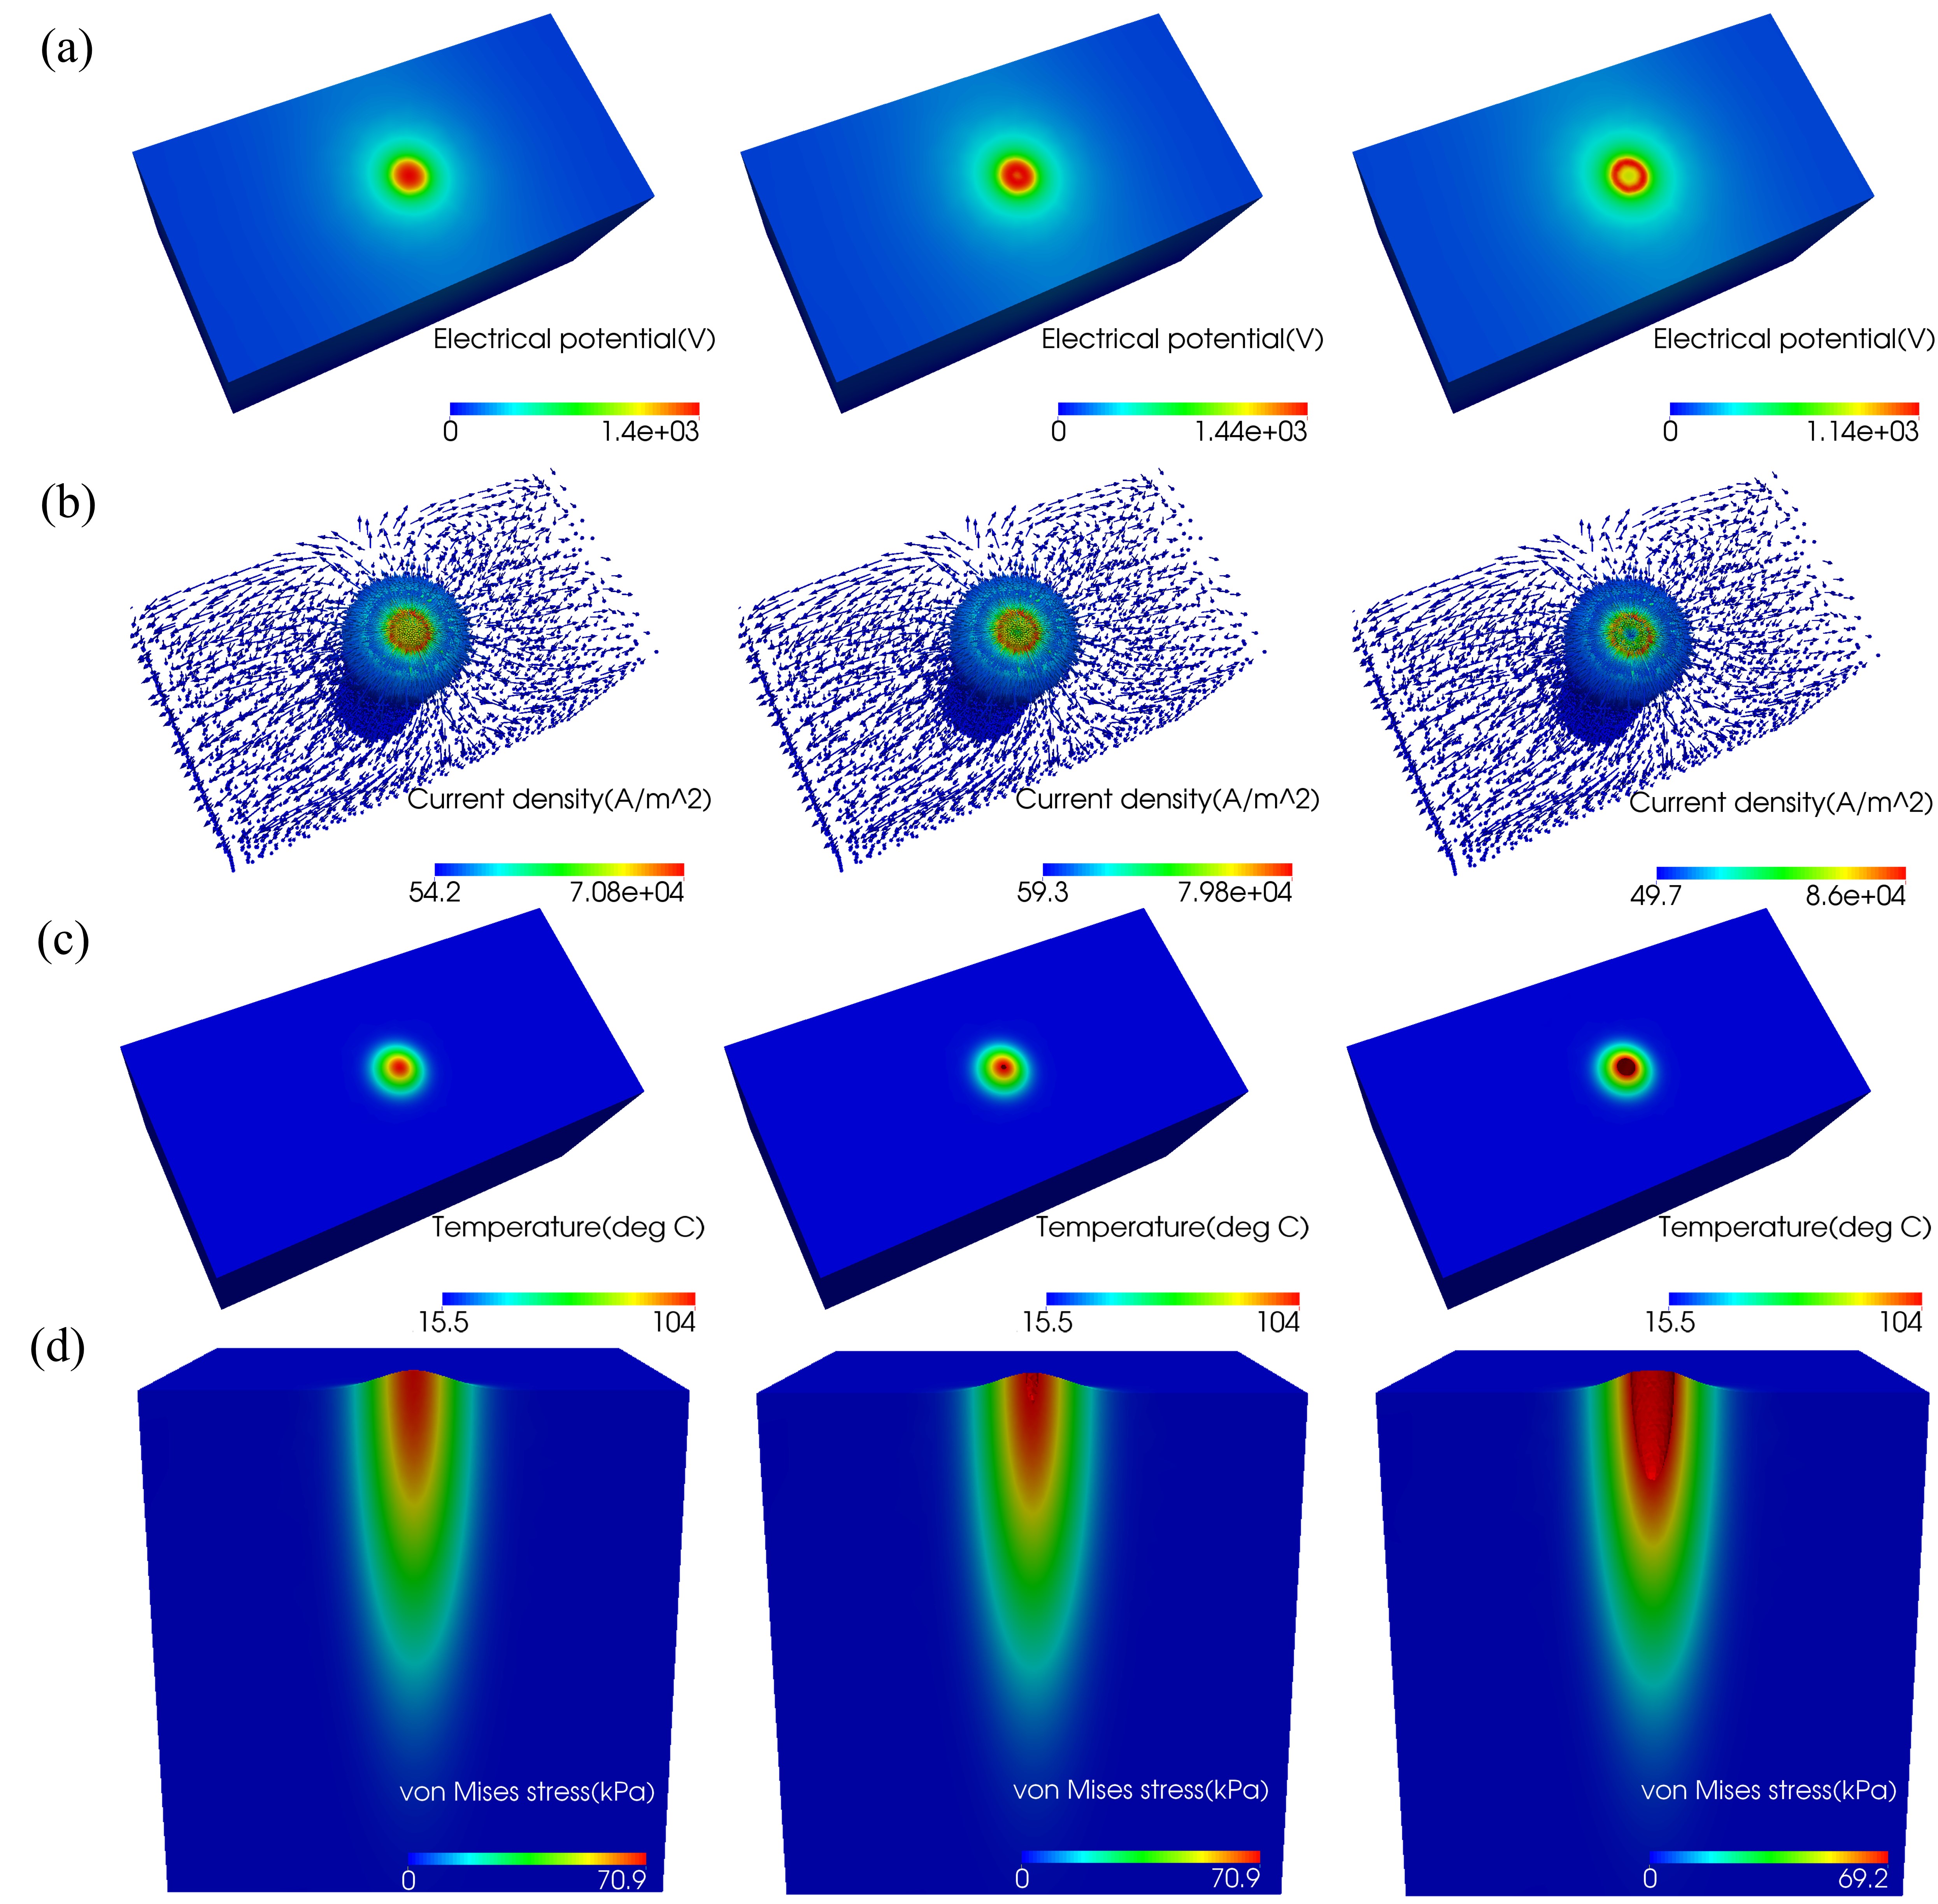 (a)
Electrical potential(V) Electrical potential(V) Electrical potential(V)
0 1.4e+03 0 1.44e+03 0 1.14e+03
(b)
Current density(A/m^2) Current density(A/m^2) Current density(A/m^2)
54.2 7.08e+04 59.3 7.98e+04 49.7 8.6e+04
(c)
Temperature(deg C) Temperature(deg C) Temperature(deg C)
15.5 104 15.5 104 15.5 104
(d)
von Mises stress(kPa) von Mises stress(kPa) von Mises stress(kPa)
0 70.9 0 70.9 0 69.2